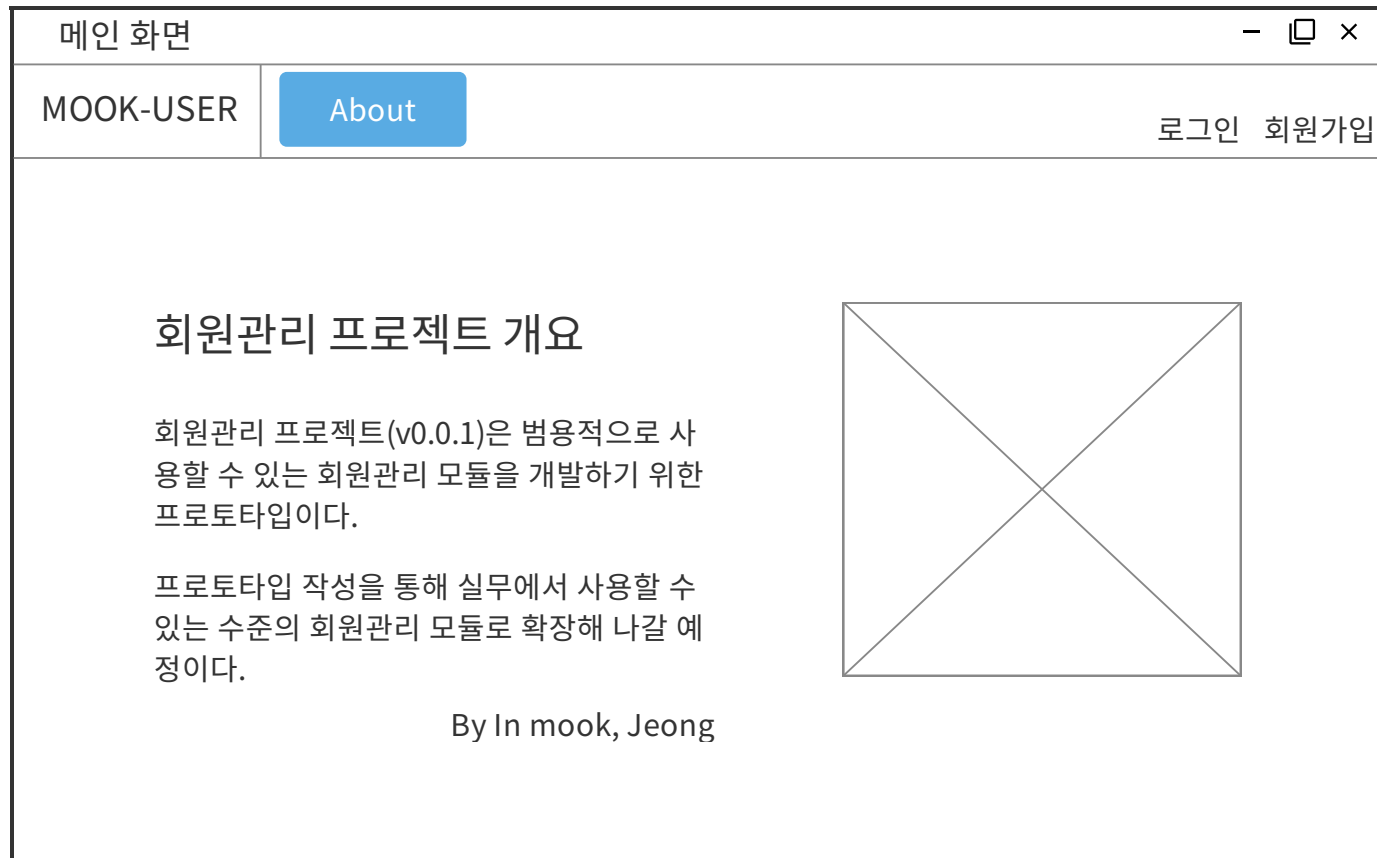 메인 화면
MOOK-USER About
로그인 회원가입
회원관리 프로젝트 개요
회원관리 프로젝트(v0.0.1)은 범용적으로 사
용할 수 있는 회원관리 모듈을 개발하기 위한
프로토타입이다.
프로토타입 작성을 통해 실무에서 사용할 수
있는 수준의 회원관리 모듈로 확장해 나갈 예
정이다.
By In mook, Jeong